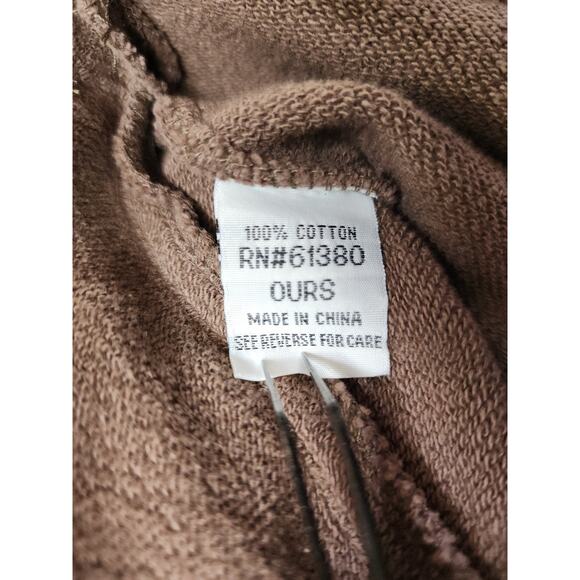 100% COTTON
RN#61380
OURS
MADE IN CHINA
SEE REVERSE FOR CARE